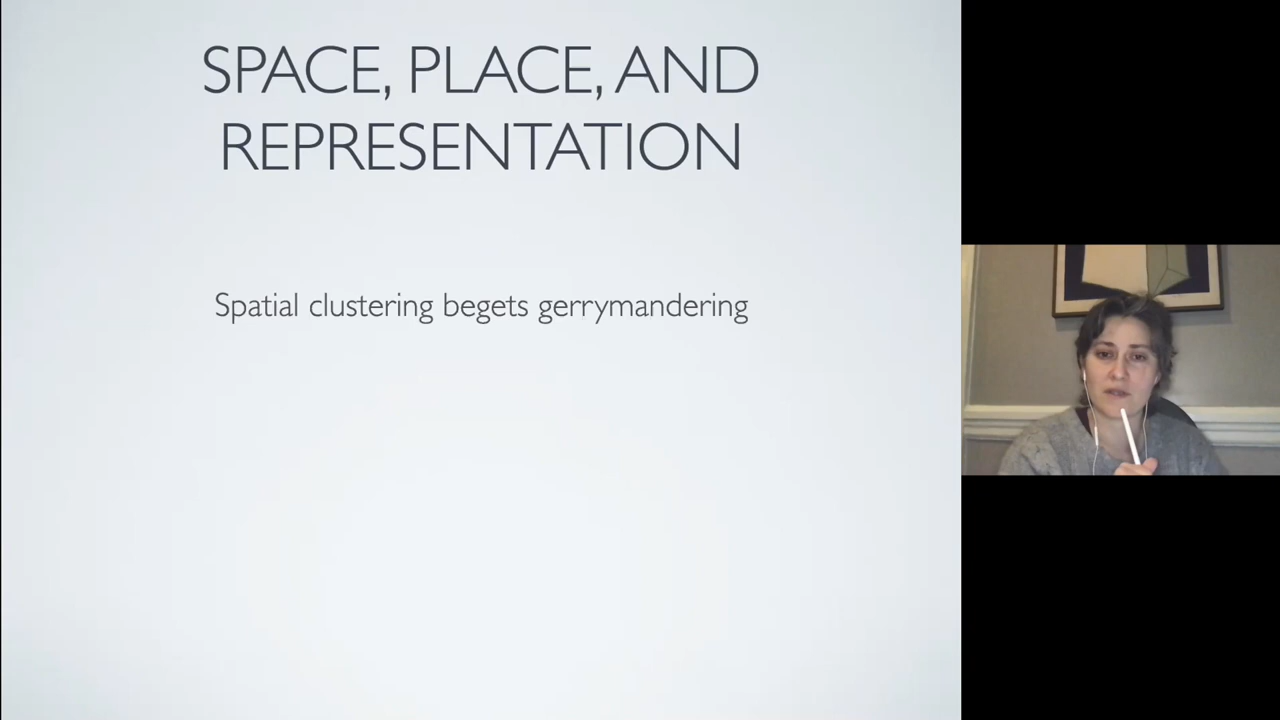 SPACE, PLACE, AND
REPRESENTATION
Spatial clustering begets gerrymandering